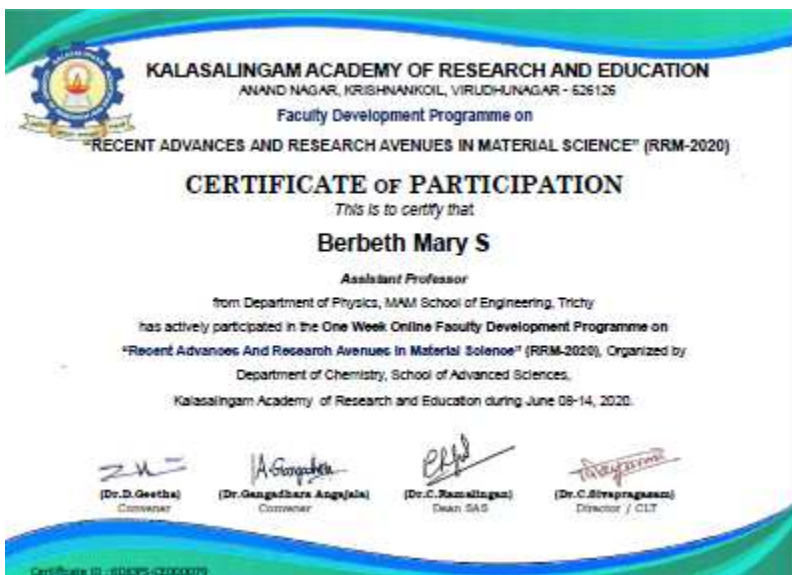 KALASALINGAM ACADEMY OF RESEARCH AND EDUCATION
ANAND NAGAR, KRISHNANKOIL, VIRUDHUNAGAR - 626126
Faculty Development Programme on
"RECENT ADVANCES AND RESEARCH AVENUES IN MATERIAL SCIENCE" (RRM-2020)
CERTIFICATE OF PARTICIPATION
This is to certify that
Berbeth Mary S
Assistant Professor
from Department of Physics, MAM School of Engineering, Trichy
has actively participated in the One Week Online Faculty Development Programme on
"Recent Advances And Research Avenues in Material Science" (RRM-2020), Organized by
Department of Chemistry, School of Advanced Sciences,
Kalasalingam Academy of Research and Education during June 08-14, 2020.
(Dr.D.Geetha) (Dr.Gangadhara Angajala) (Dr.C.Ramalingan) (Dr.C.Sivapragasam)
Convener Convener Dean SAS Director / CLT
Certificate ID :